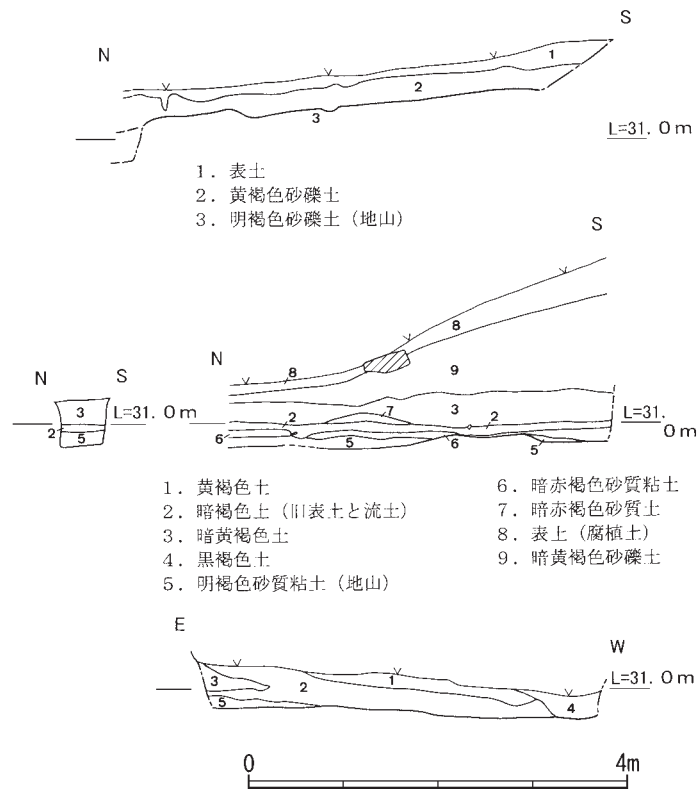 S
N
1
2
3
L=31.0m
1．表土
2．黄褐色砂礫土
3．明褐色砂礫土（地山）
S
8
N
8
9
N S
3
L=31.0m
2
5
2
7
3
2
L=31.0m
6
5
6
5
1．黄褐色土
2．暗褐色土（旧表土と流土）
3．暗黄褐色土
4．黒褐色土
5．明褐色砂質粘土（地山）
6．暗赤褐色砂質粘土
7．暗赤褐色砂質土
8．表土（腐植土）
9．暗黄褐色砂礫土
E
W
3
2
1
L=31.0m
5
4
0 4m